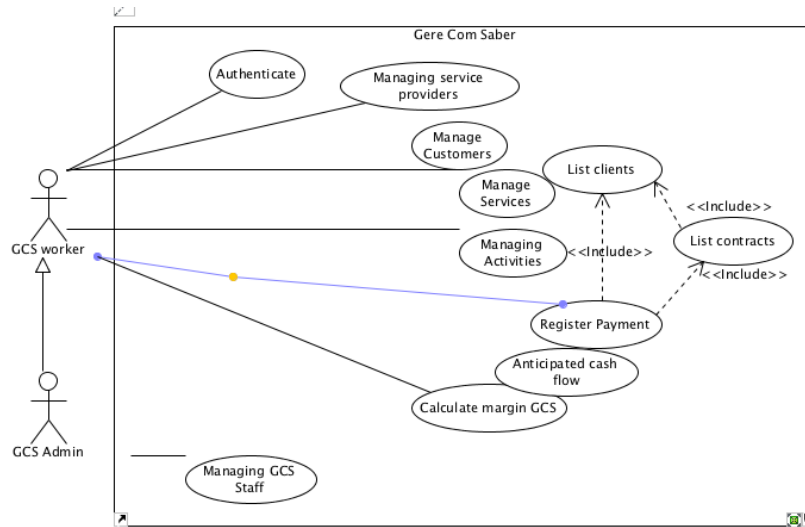 Gere Com Saber
Authenticate
Managing service
providers
Manage
Customers
List clients
Manage
Services
<<Include>>
GCS worker
List contracts
Managing
Activities
<<Include>>
<<Include>>
Register Payment
Anticipated cash
flow
Calculate margin GCS
GCS Admin
Managing GCS
Staff